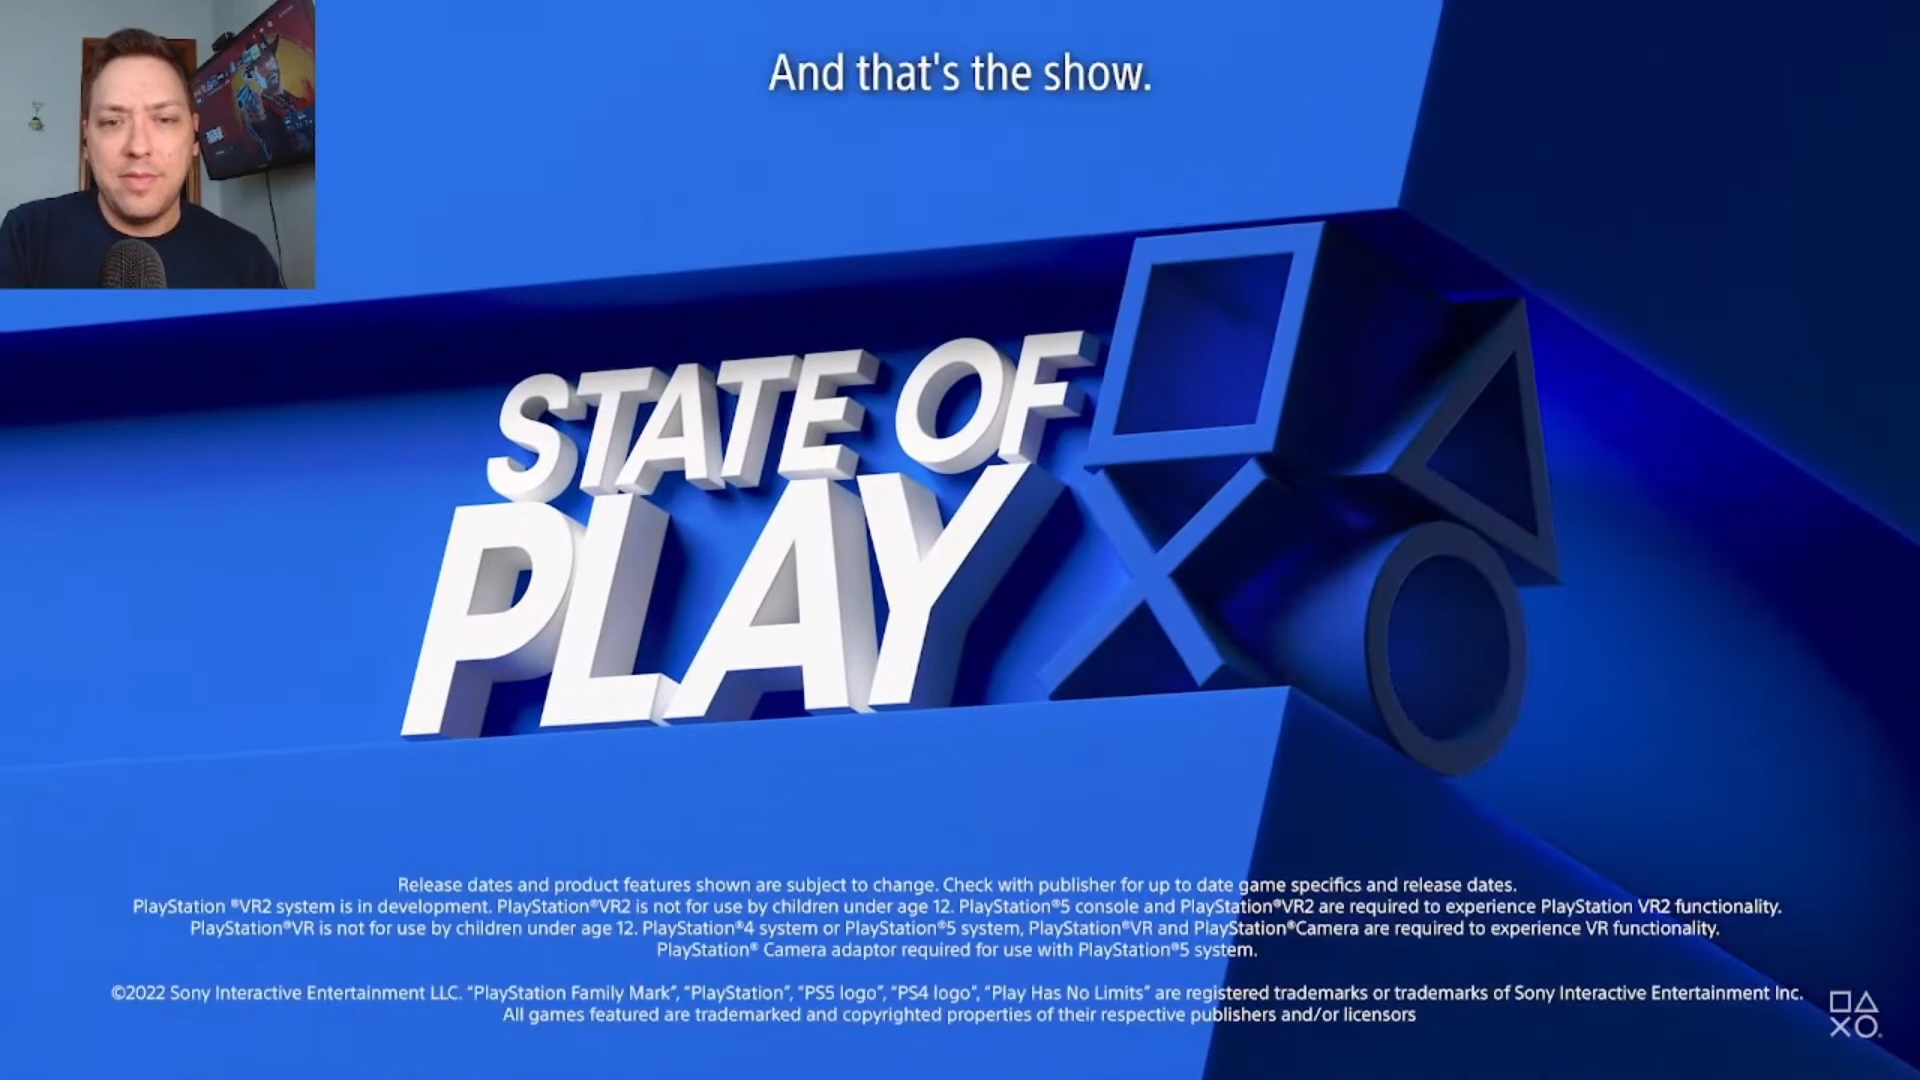 And that's the show.
STATE OF
PLAY
Release dates and product features shown are subject to change. Check with publisher for up to date game specifics and release dates.
PlayStation ®VR2 system is in development. PlayStation®VR2 is not for use by children under age 12. PlayStation®5 console and PlayStation®VR2 are required to experience PlayStation VR2 functionality.
PlayStation®VR is not for use by children under age 12. PlayStation®4 system or PlayStation®5 system, PlayStation®VR and PlayStation®Camera are required to experience VR functionality.
PlayStation® Camera adaptor required for use with PlayStation®5 system.
©2022 Sony Interactive Entertainment LLC. “PlayStation Family Mark”, “PlayStation”, “PS5 logo”, “PS4 logo”, “Play Has No Limits” are registered trademarks or trademarks of Sony Interactive Entertainment Inc.
All games featured are trademarked and copyrighted properties of their respective publishers and/or licensors